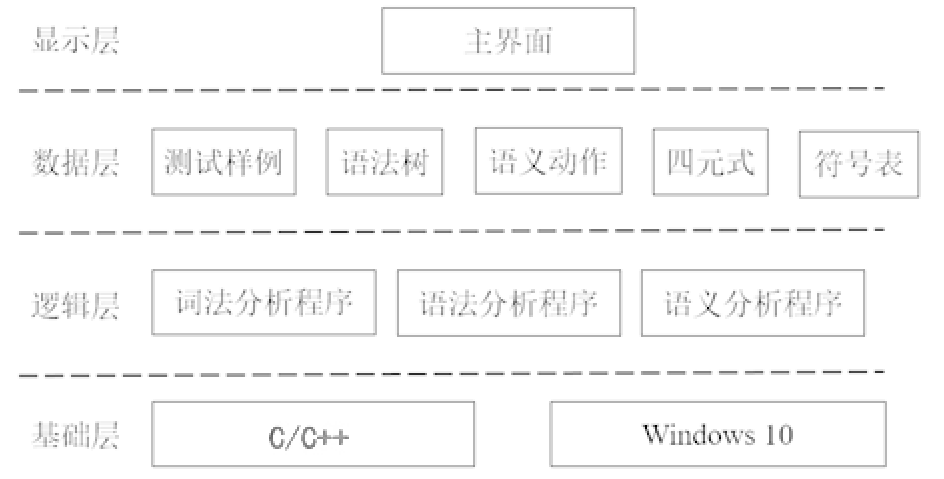 显示层 主界面
数据层 测试样例 语法树 语义动作 四元式 符号表
逻辑层 词法分析程序 语法分析程序 语义分析程序
基础层 C/C++ Windows 10